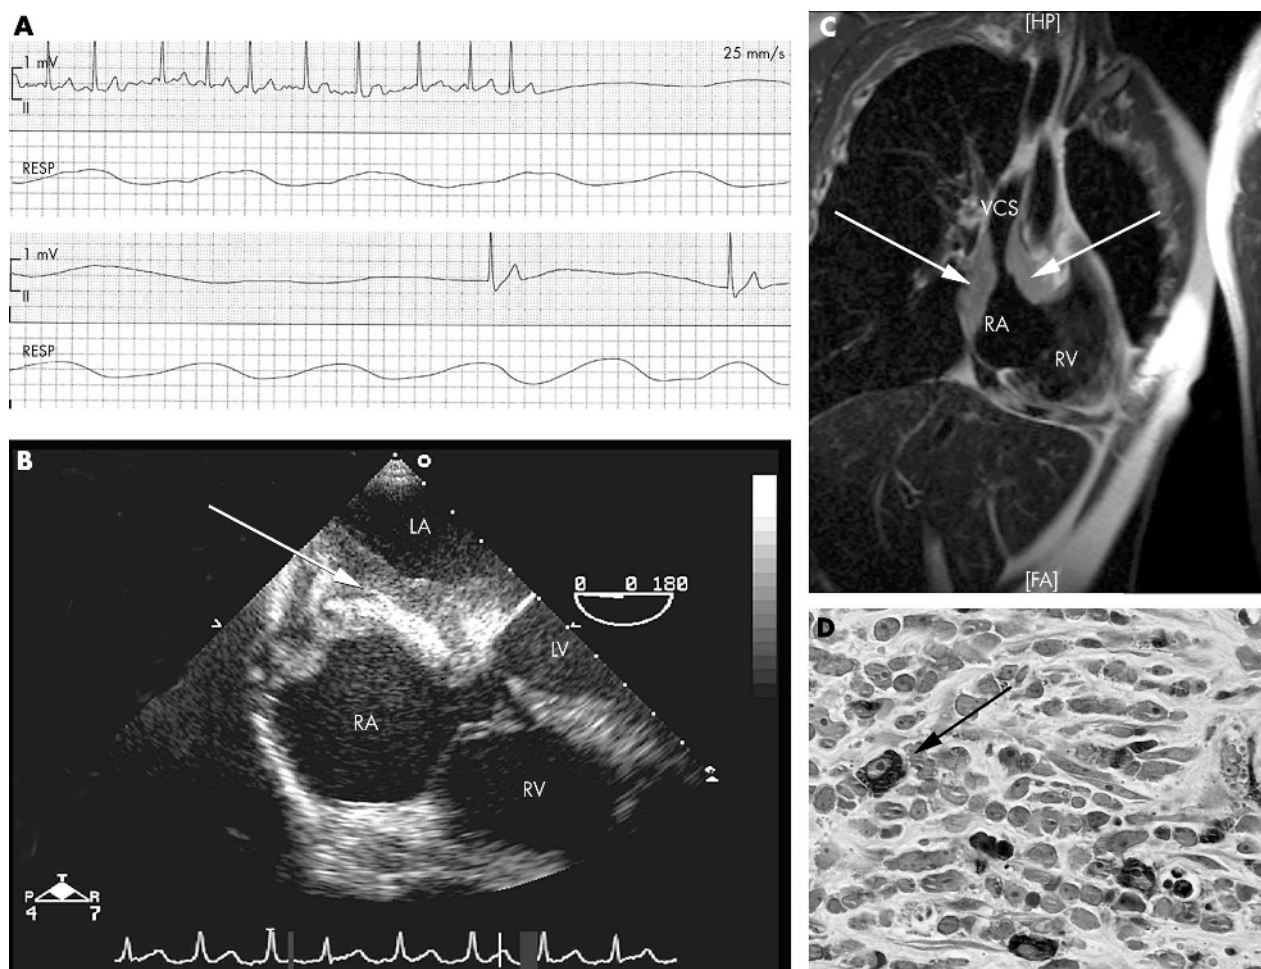 A
25 mm/s
1 mV
II
RESP
1 mV
II
RESP
B
LA
0 0 180
LV
RA
RV
T
P R
4 7
C
[HP]
VCS
RA
RV
[FA]
D